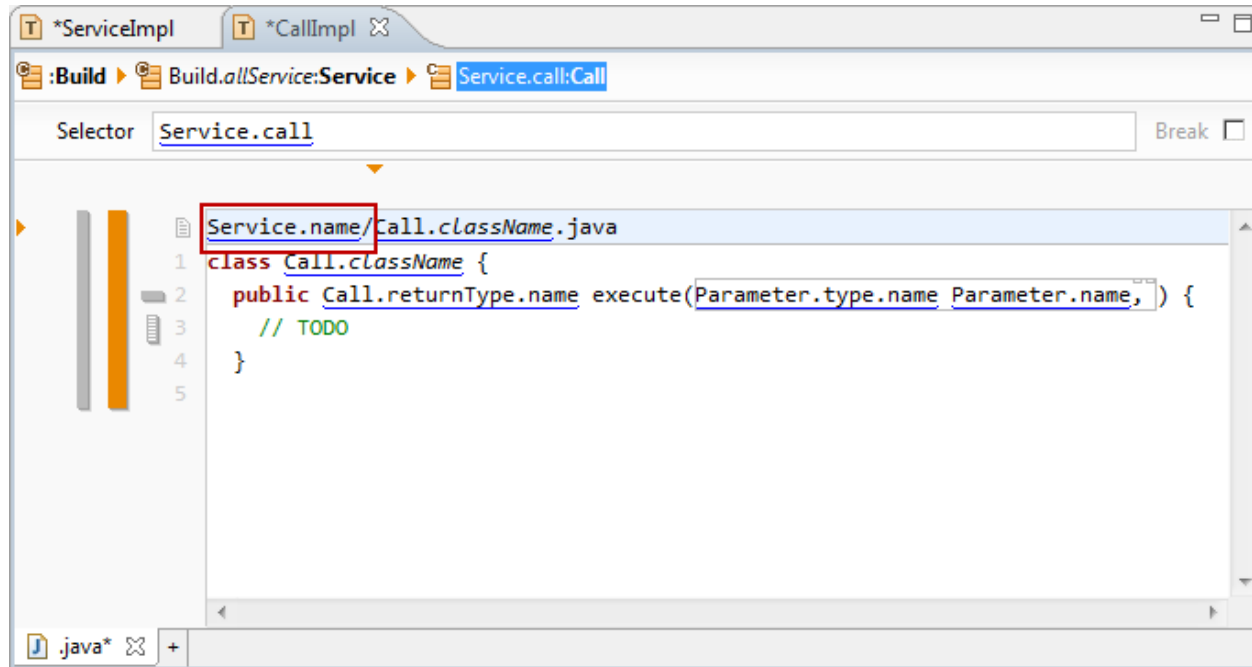 *ServiceImpl *CallImpl
:Build Build.allService:Service Service.call:Call
Selector Service.call Break
Service.name/Call.className.java
1 class Call.className {
2 public Call.returnType.name execute(Parameter.type.name Parameter.name, ) {
3 // TODO
4 }
5
.java* +